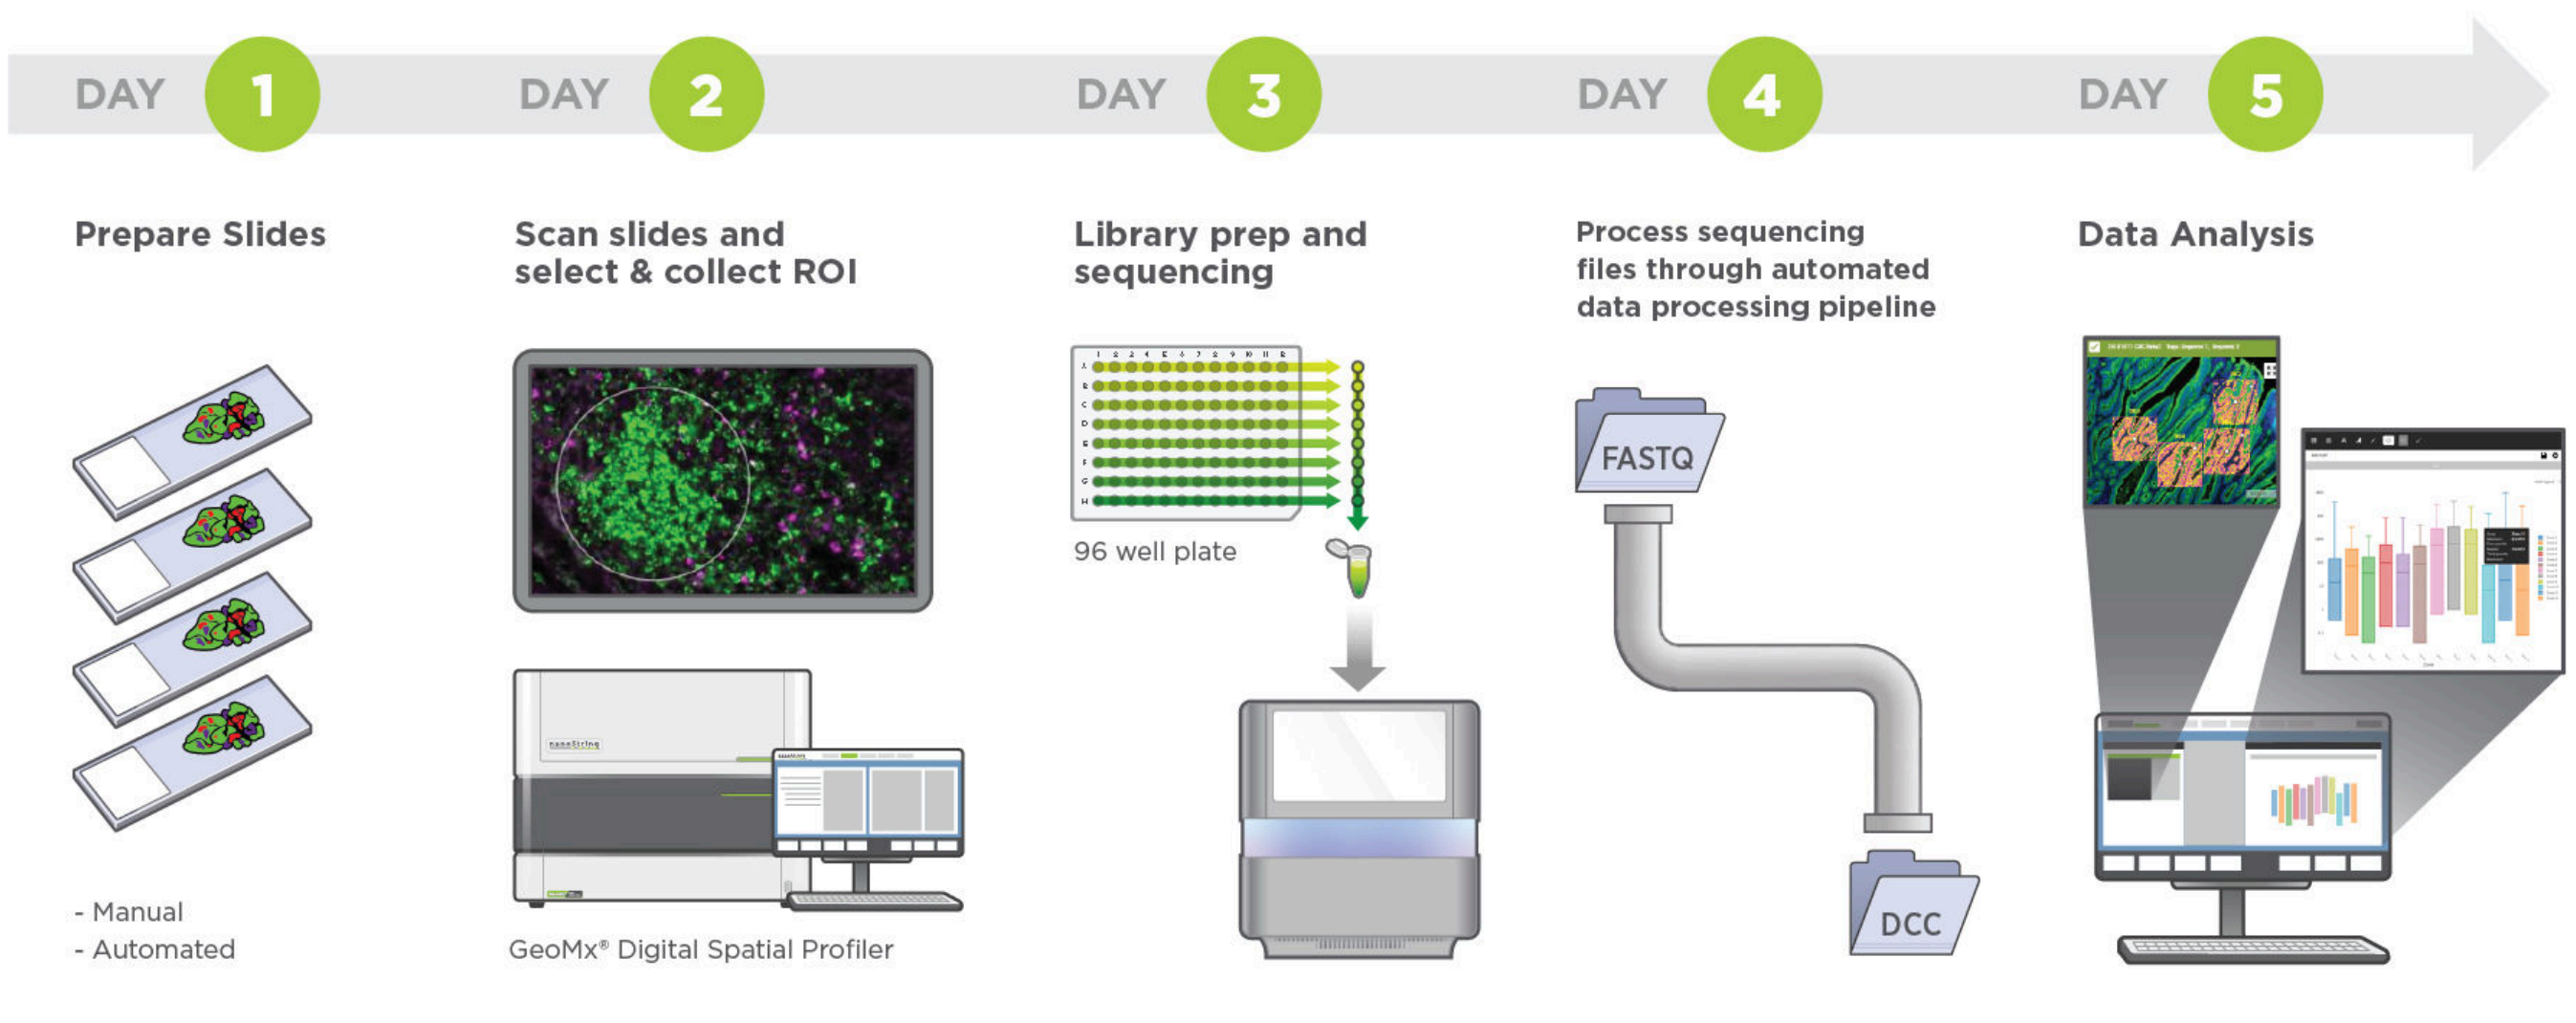 DAY 1
DAY 2
DAY 3
DAY 4
DAY 5
Prepare Slides
- Manual
- Automated
Scan slides and
select & collect ROI
nanoString
GeoMx® Digital Spatial Profiler
Library prep and
sequencing
A
B
C
D
E
F
G
H
96 well plate
Process sequencing
files through automated
data processing pipeline
FASTQ
DCC
Data Analysis